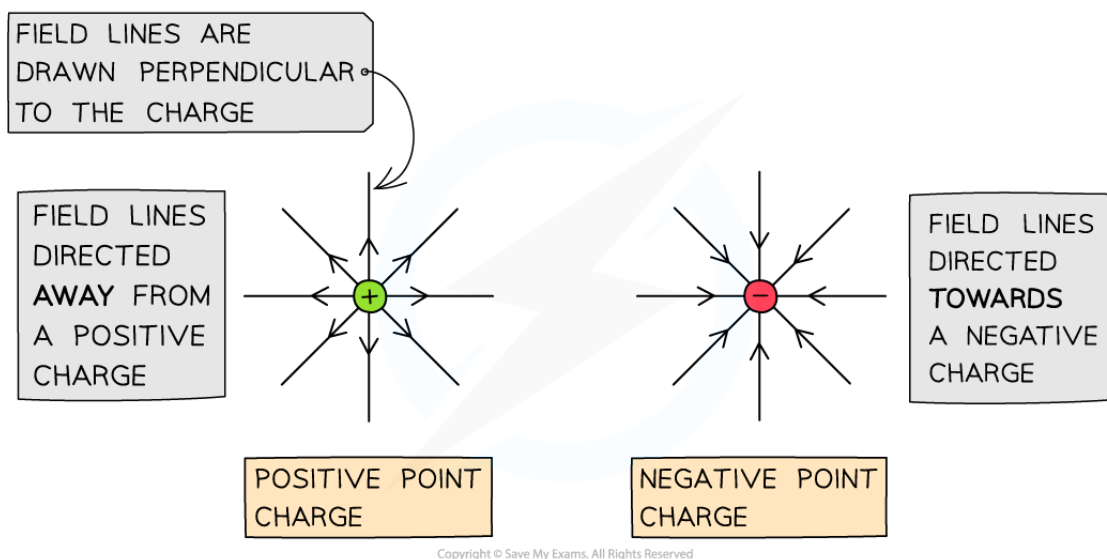 FIELD LINES ARE
DRAWN PERPENDICULAR
TO THE CHARGE
FIELD LINES
DIRECTED
AWAY FROM
A POSITIVE
CHARGE
+
−
FIELD LINES
DIRECTED
TOWARDS
A NEGATIVE
CHARGE
POSITIVE POINT
CHARGE
NEGATIVE POINT
CHARGE
Copyright © Save My Exams. All Rights Reserved